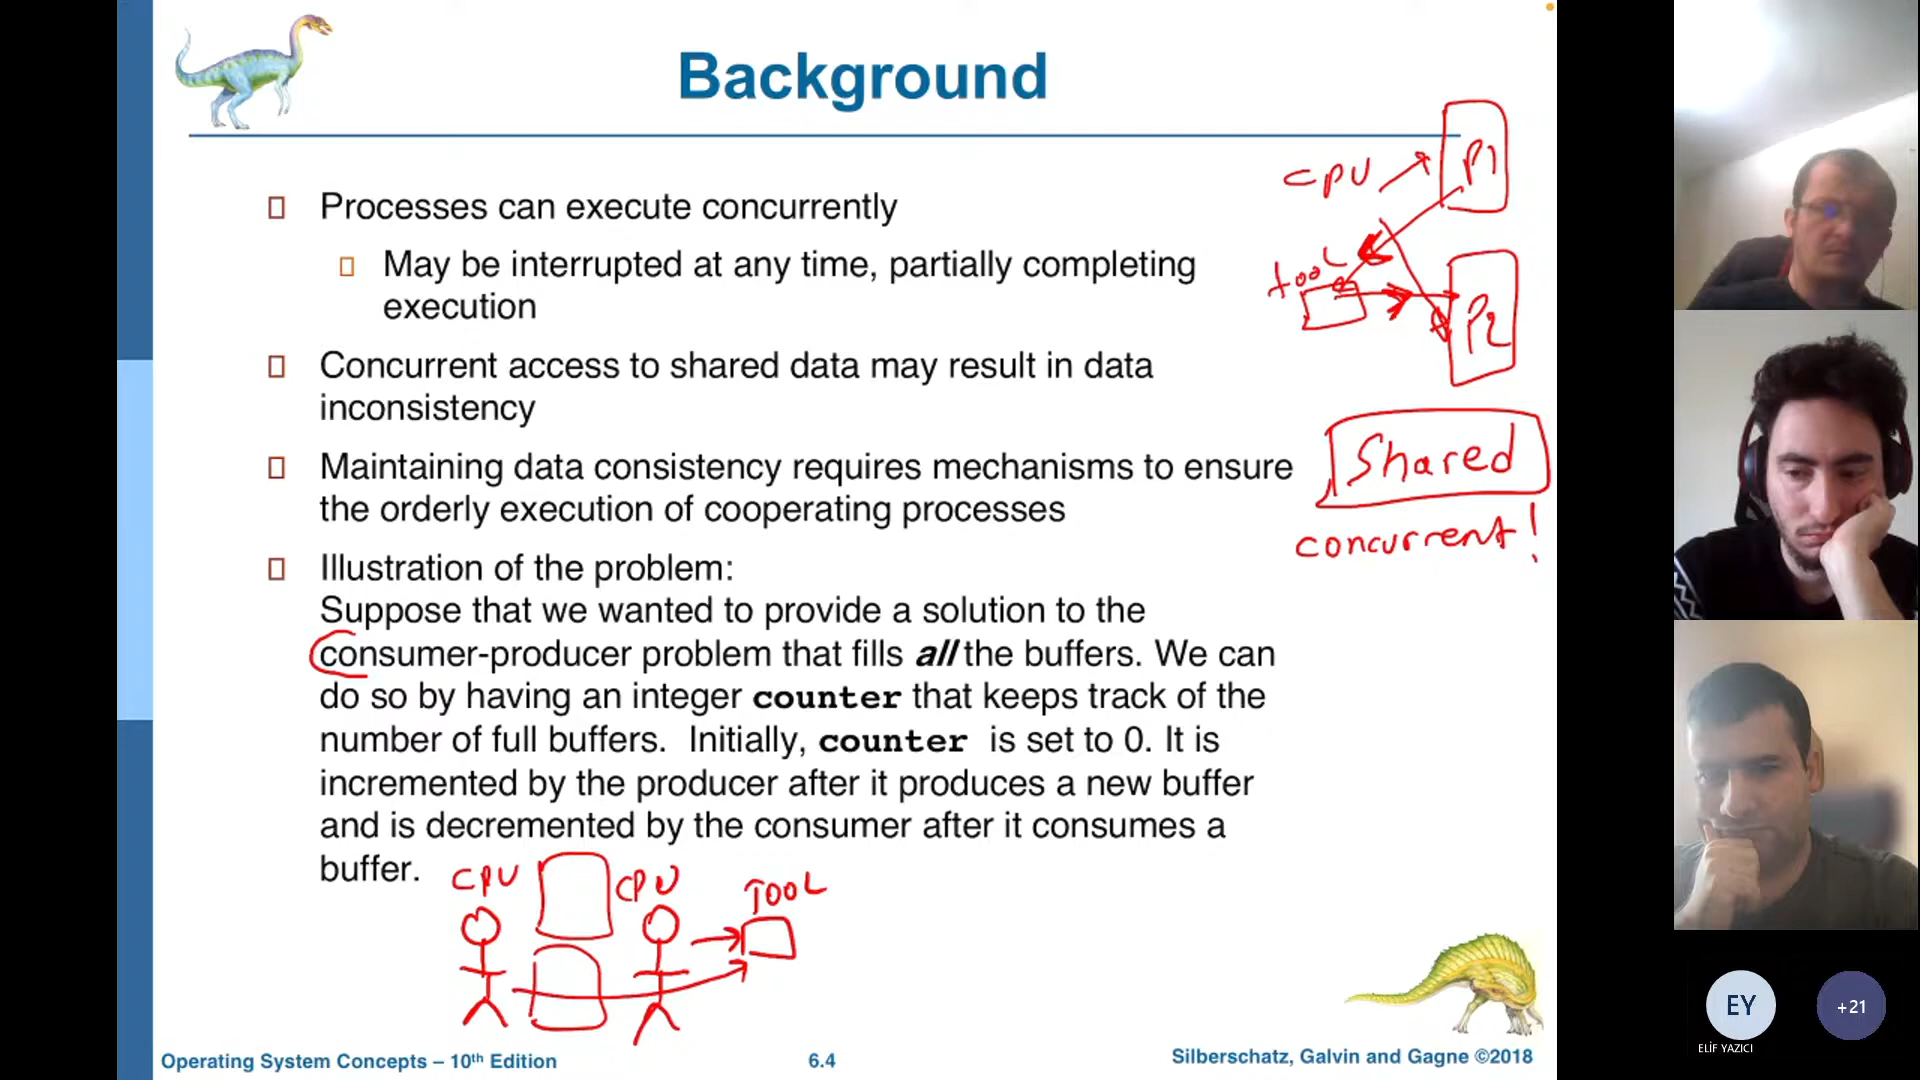 Background
CPU
P1
Processes can execute concurrently
May be interrupted at any time, partially completing
execution
tool
P2
Concurrent access to shared data may result in data
inconsistency
Maintaining data consistency requires mechanisms to ensure
the orderly execution of cooperating processes
Shared
concurrent!
Illustration of the problem:
Suppose that we wanted to provide a solution to the
consumer-producer problem that fills all the buffers. We can
do so by having an integer counter that keeps track of the
number of full buffers. Initially, counter is set to 0. It is
incremented by the producer after it produces a new buffer
and is decremented by the consumer after it consumes a
buffer.
CPU
CPU
TOOL
Operating System Concepts – 10th Edition
6.4
Silberschatz, Galvin and Gagne ©2018
EY
+21
ELİF YAZICI